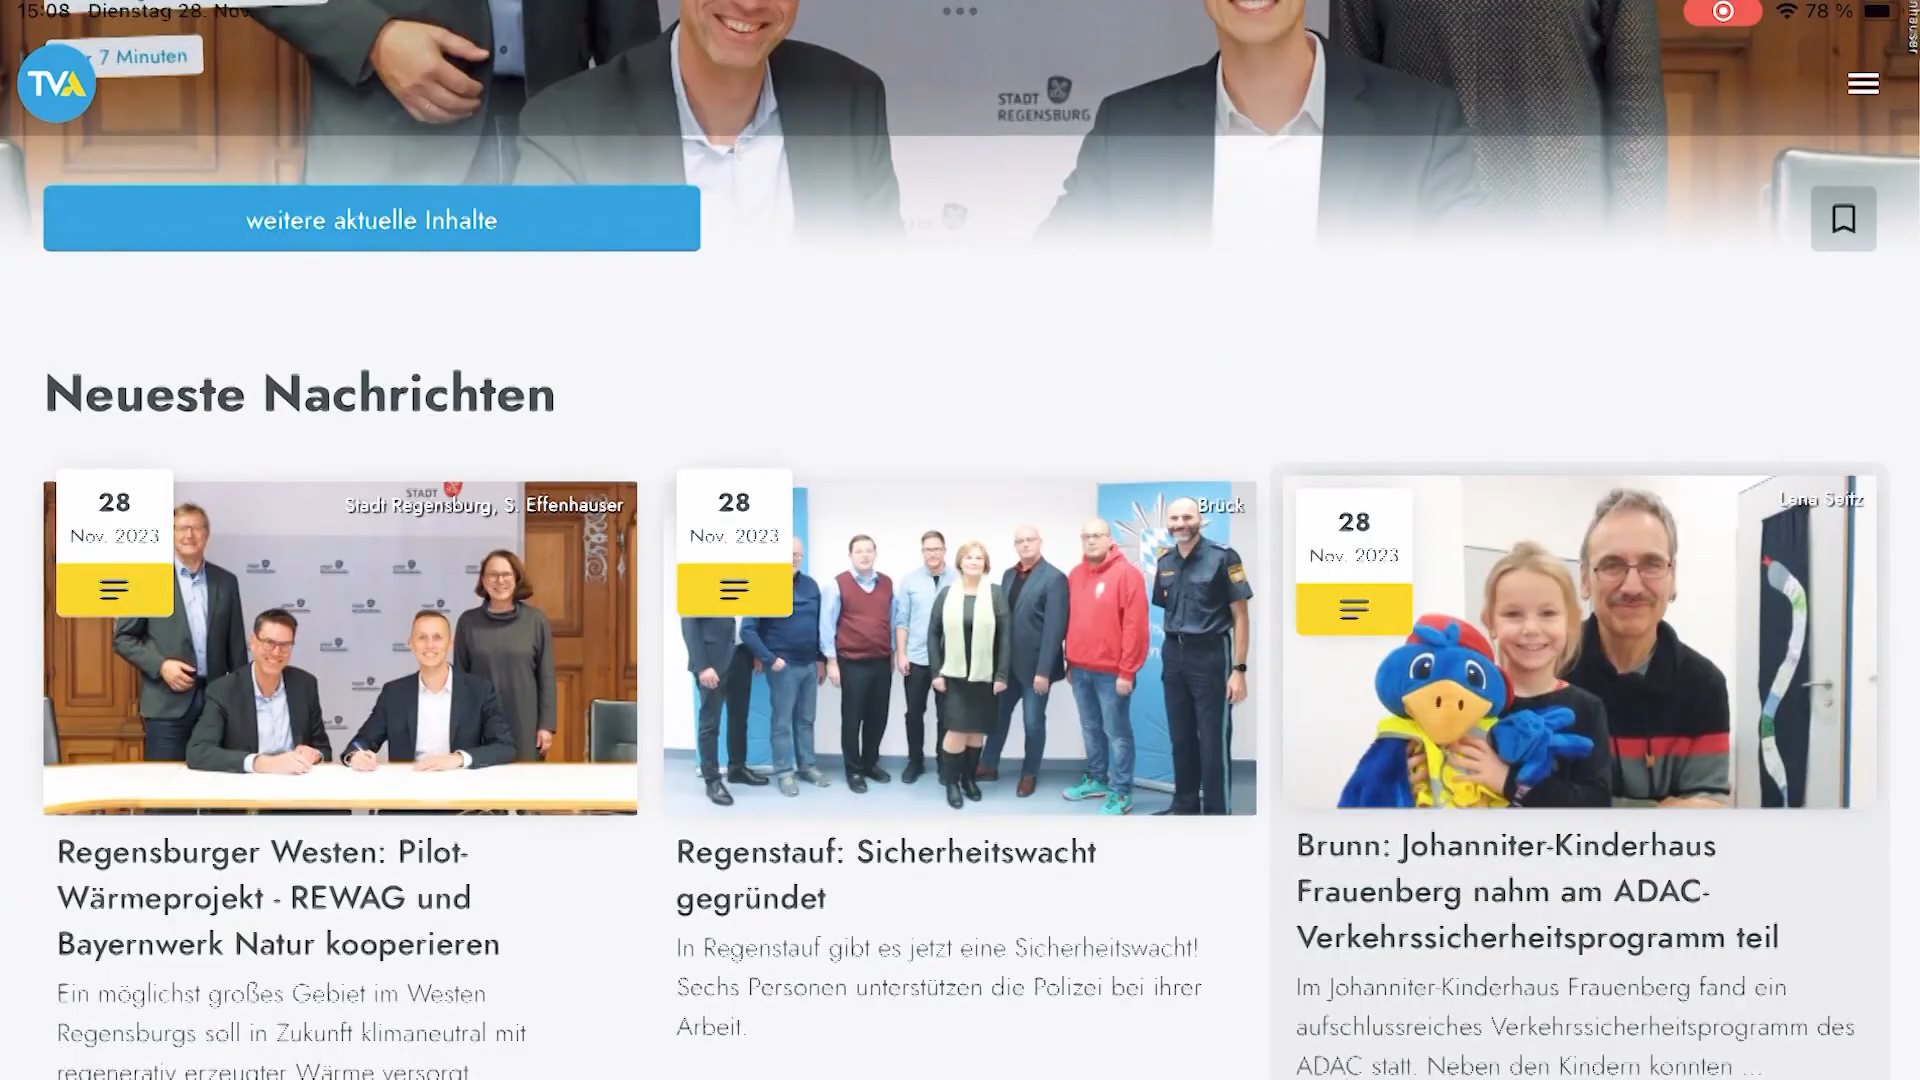 15:08 Dienstag 28. Nov.
78 %
7 Minuten
TVA
STADT
REGENSBURG
weitere aktuelle Inhalte
Neueste Nachrichten
28
Nov. 2023
STADT
Stadt Regensburg, S. Effenhauser
28
Nov. 2023
Brück
28
Nov. 2023
Lena Seitz
Regensburger Westen: Pilot-
Wärmeprojekt - REWAG und
Bayernwerk Natur kooperieren
Ein möglichst großes Gebiet im Westen
Regensburgs soll in Zukunft klimaneutral mit
regenerativ erzeugter Wärme versorgt
Regenstauf: Sicherheitswacht
gegründet
In Regenstauf gibt es jetzt eine Sicherheitswacht!
Sechs Personen unterstützen die Polizei bei ihrer
Arbeit.
Brunn: Johanniter-Kinderhaus
Frauenberg nahm am ADAC-
Verkehrssicherheitsprogramm teil
Im Johanniter-Kinderhaus Frauenberg fand ein
aufschlussreiches Verkehrssicherheitsprogramm des
ADAC statt. Neben den Kindern konnten ...